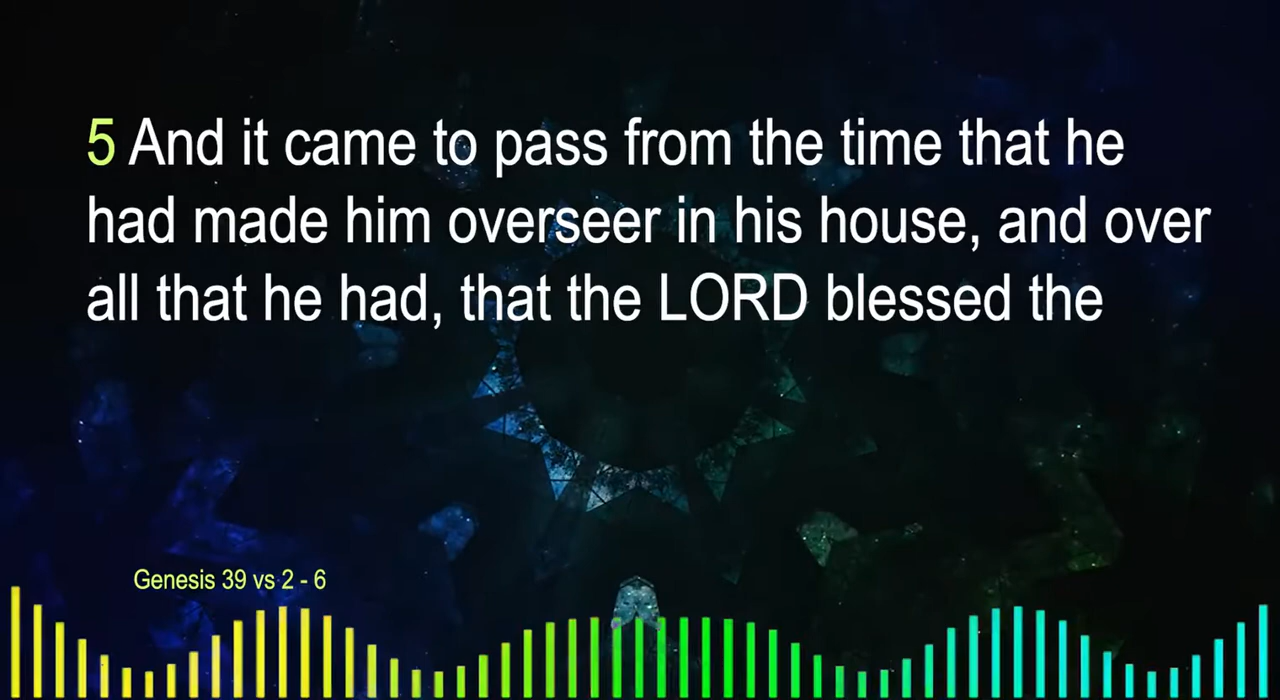 5 And it came to pass from the time that he
had made him overseer in his house, and over
all that he had, that the LORD blessed the
Genesis 39 vs 2 - 6